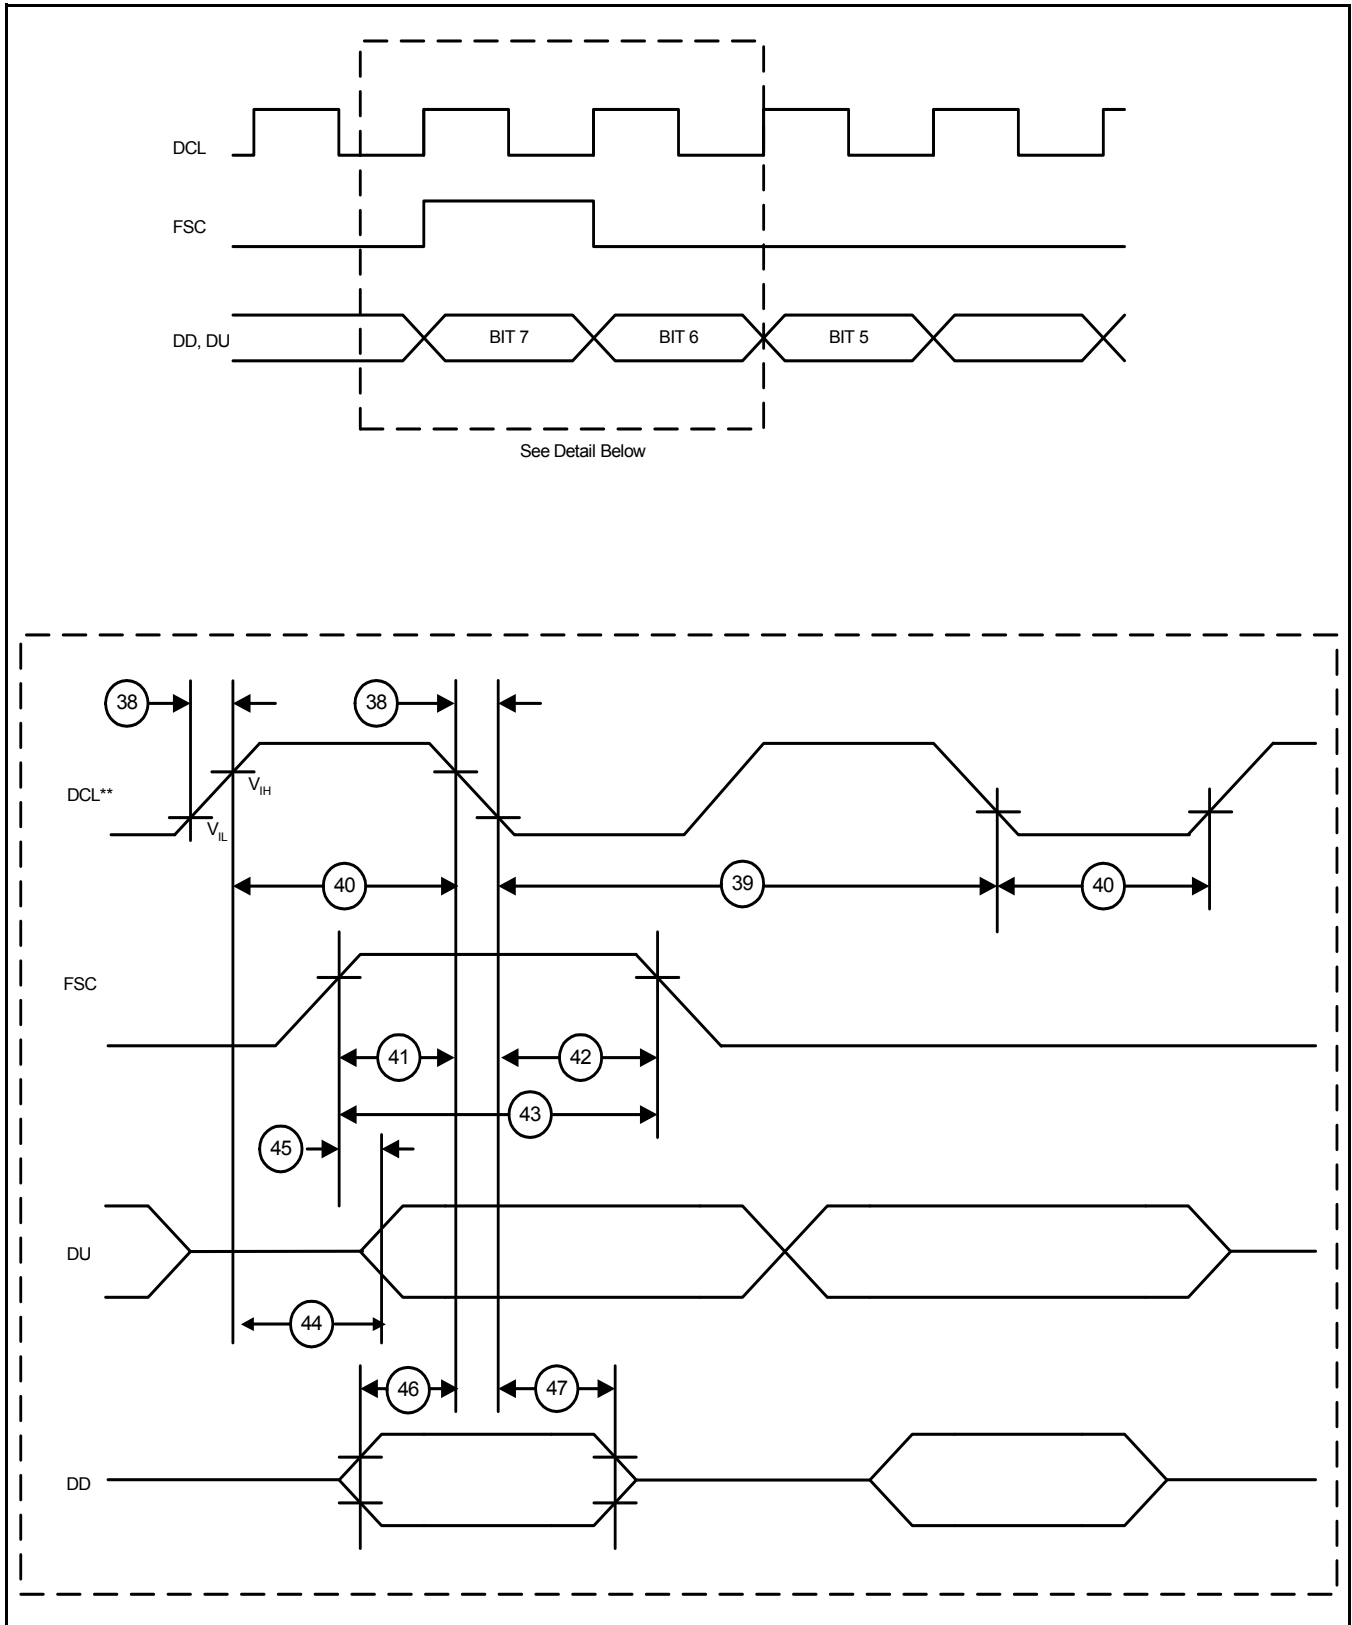 DCL
FSC
DD, DU
BIT 7
BIT 6
BIT 5
See Detail Below
38
38
DCL**
VIH
VIL
40
39
40
FSC
41
42
43
45
DU
44
46
47
DD